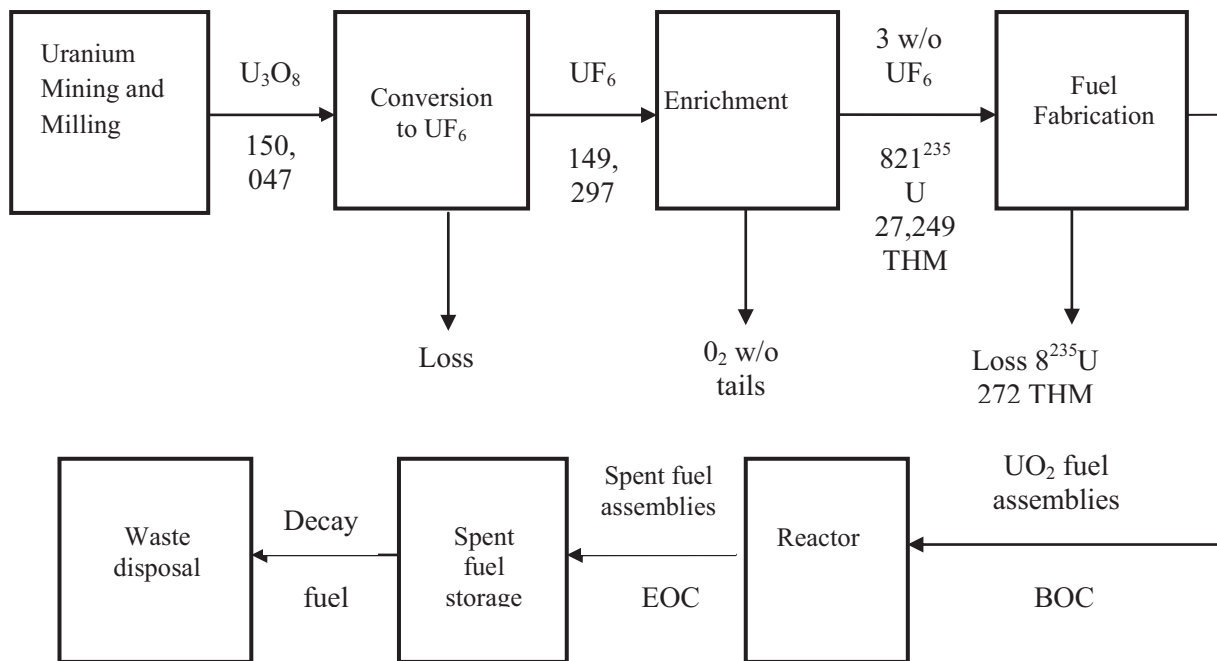 Uranium
Mining and
Milling
U₃O₈
150,
047
Conversion
to UF₆
Loss
UF₆
149,
297
Enrichment
0₂ w/o
tails
3 w/o
UF₆
821²³⁵
U
27,249
THM
Fuel
Fabrication
Loss 8²³⁵U
272 THM
UO₂ fuel
assemblies
BOC
Reactor
Spent fuel
assemblies
EOC
Spent
fuel
storage
Decay
fuel
Waste
disposal